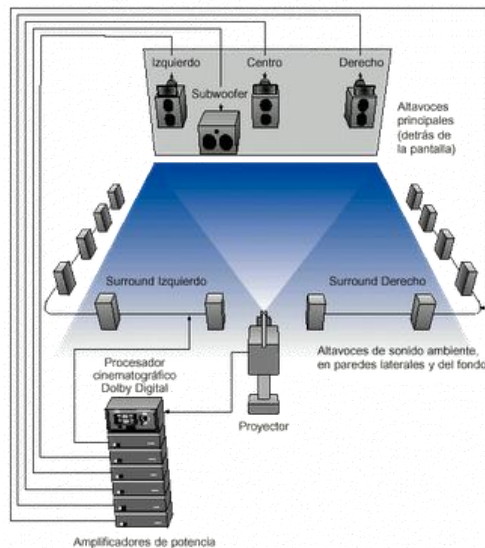 Izquierdo
Centro
Derecho
Subwoofer
Altavoces
principales
(detrás de
la pantalla)
Surround Izquierdo
Surround Derecho
Altavoces de sonido ambiente,
en paredes laterales y del fondo
Procesador
cinematográfico
Dolby Digital
Proyector
Amplificadores de potencia